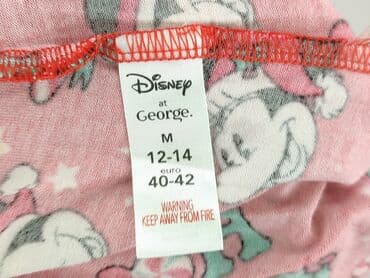 Disney
at
George.
M
12-14
euro
40-42
WARNING
KEEP AWAY FROM FIRE